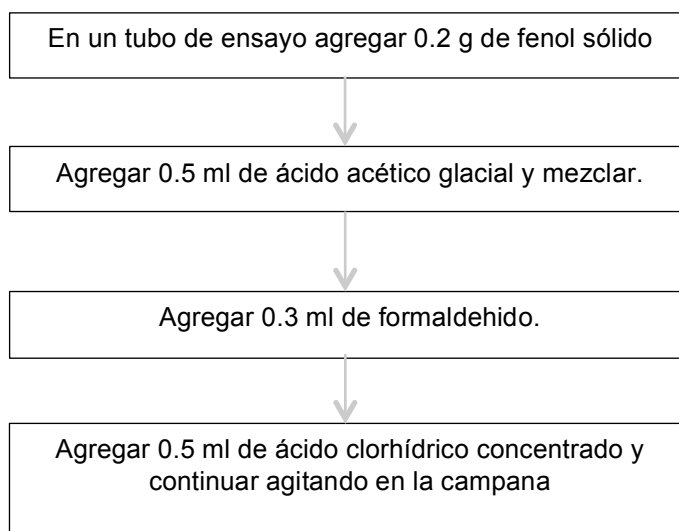 En un tubo de ensayo agregar 0.2 g de fenol sólido
Agregar 0.5 ml de ácido acético glacial y mezclar.
Agregar 0.3 ml de formaldehido.
Agregar 0.5 ml de ácido clorhídrico concentrado y
continuar agitando en la campana